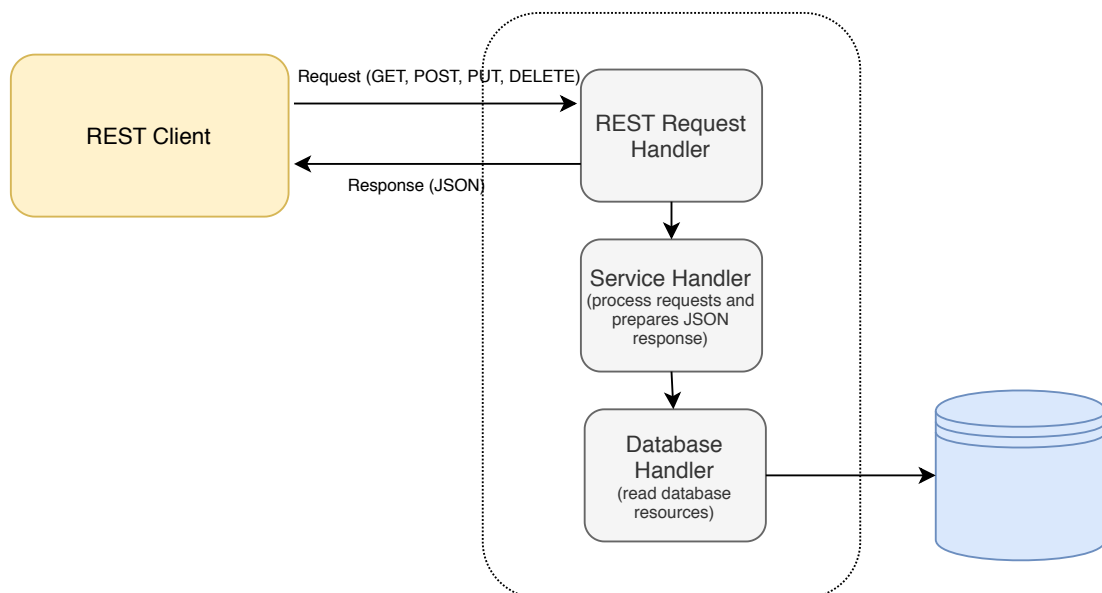 Request (GET, POST, PUT, DELETE)
REST Client
REST Request
Handler
Response (JSON)
Service Handler
(process requests and
prepares JSON
response)
Database
Handler
(read database
resources)